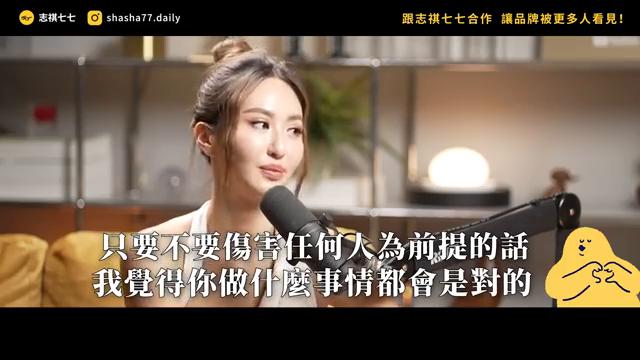 志祺七七
shasha77.daily
跟志祺七七合作 讓品牌被更多人看見!
只要不要傷害任何人為前提的話
我覺得你做什麼事情都會是對的